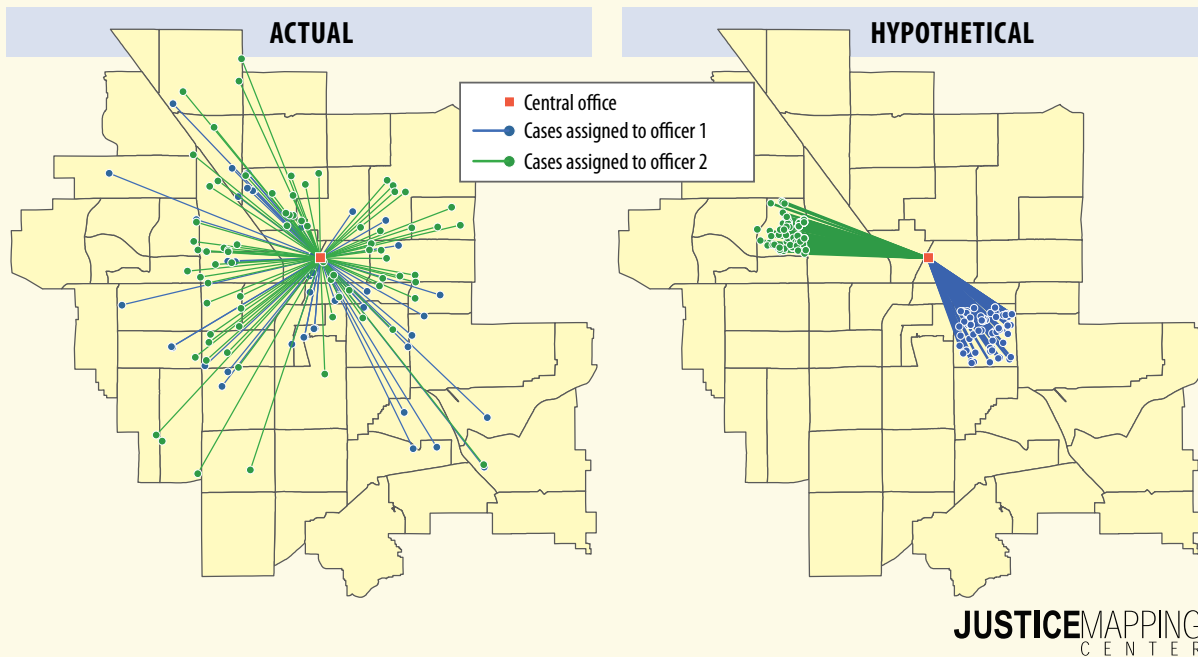 ACTUAL
HYPOTHETICAL
Central office
Cases assigned to officer 1
Cases assigned to officer 2
JUSTICEMAPPING
CENTER